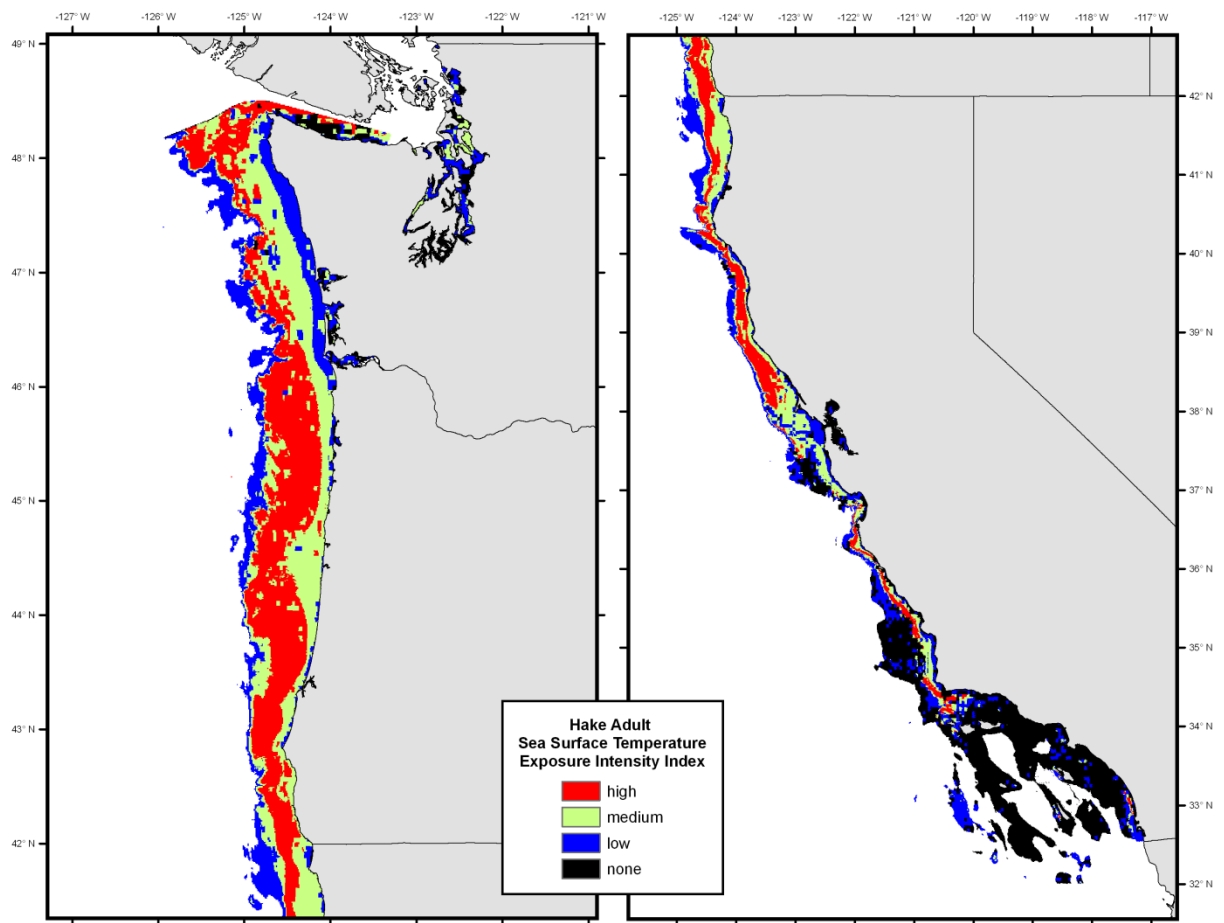 -127°W -126°W -125°W -124°W -123°W -122°W -121°W
-125°W -124°W -123°W -122°W -121°W -120°W -119°W -118°W -117°W
49° N
48° N
47° N
46° N
45° N
44° N
43° N
42° N
42° N
41° N
40° N
39° N
38° N
37° N
36° N
35° N
34° N
33° N
32° N
Hake Adult
Sea Surface Temperature
Exposure Intensity Index
high
medium
low
none